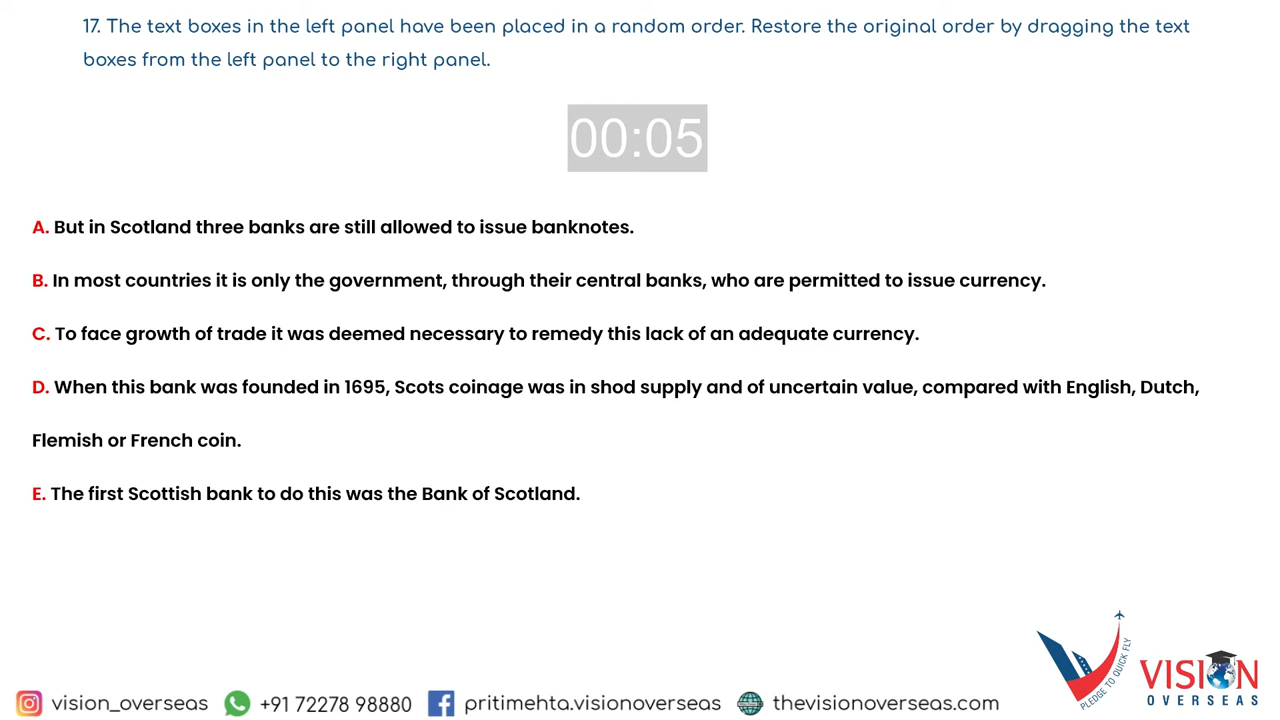 17. The text boxes in the left panel have been placed in a random order. Restore the original order by dragging the text
boxes from the left panel to the right panel.
00:05
A. But in Scotland three banks are still allowed to issue banknotes.
B. In most countries it is only the government, through their central banks, who are permitted to issue currency.
C. To face growth of trade it was deemed necessary to remedy this lack of an adequate currency.
D. When this bank was founded in 1695, Scots coinage was in shod supply and of uncertain value, compared with English, Dutch,
Flemish or French coin.
E. The first Scottish bank to do this was the Bank of Scotland.
PLEDGE TO QUICK FLY
VISION
OVERSEAS
vision_overseas
+91 72278 98880
pritimehta.visionoverseas
thevisionoverseas.com